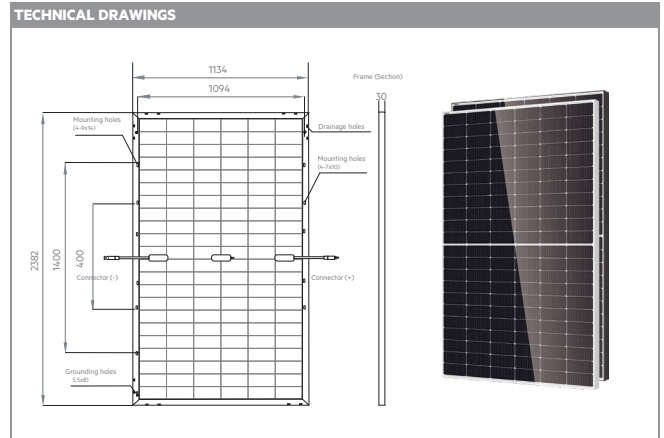 TECHNICAL DRAWINGS
1134
Frame (Section)
1094
30
Mounting holes
(4-9x14)
Drainage holes
Mounting holes
(4-7x10)
2382
1400
400
Connector (-)
Connector (+)
Grounding holes
5.5x8)